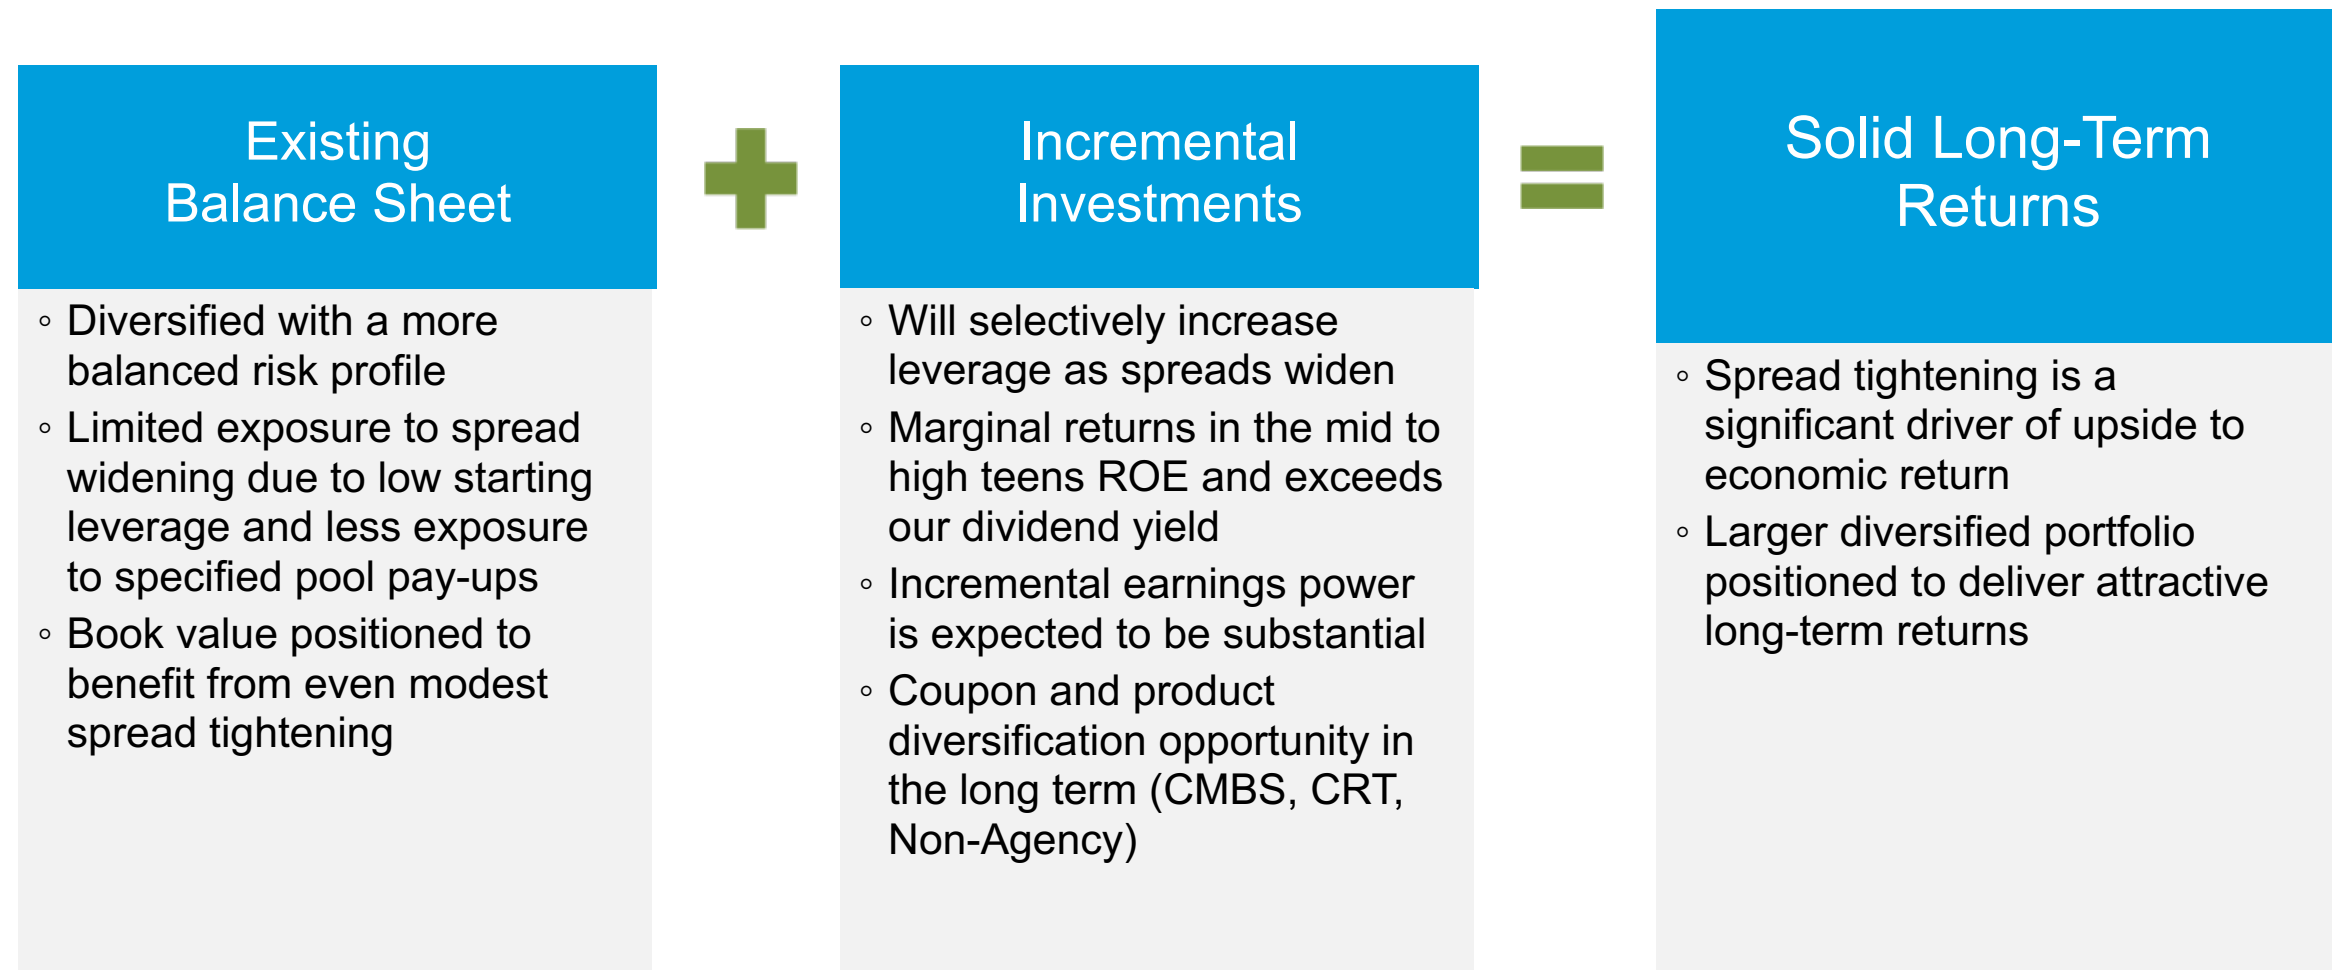 Existing
Balance Sheet
◦ Diversified with a more
balanced risk profile
◦ Limited exposure to spread
widening due to low starting
leverage and less exposure
to specified pool pay-ups
◦ Book value positioned to
benefit from even modest
spread tightening
Incremental
Investments
◦ Will selectively increase
leverage as spreads widen
◦ Marginal returns in the mid to
high teens ROE and exceeds
our dividend yield
◦ Incremental earnings power
is expected to be substantial
◦ Coupon and product
diversification opportunity in
the long term (CMBS, CRT,
Non-Agency)
Solid Long-Term
Returns
◦ Spread tightening is a
significant driver of upside to
economic return
◦ Larger diversified portfolio
positioned to deliver attractive
long-term returns